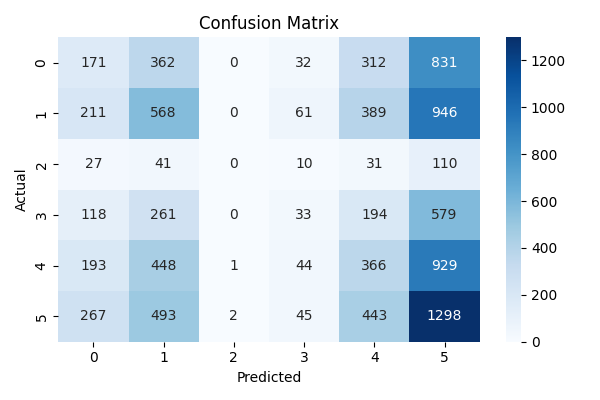 Confusion Matrix
Actual
0 171 362 0 32 312 831
1 211 568 0 61 389 946
2 27 41 0 10 31 110
3 118 261 0 33 194 579
4 193 448 1 44 366 929
5 267 493 2 45 443 1298
0 1 2 3 4 5
Predicted
1200
1000
800
600
400
200
0